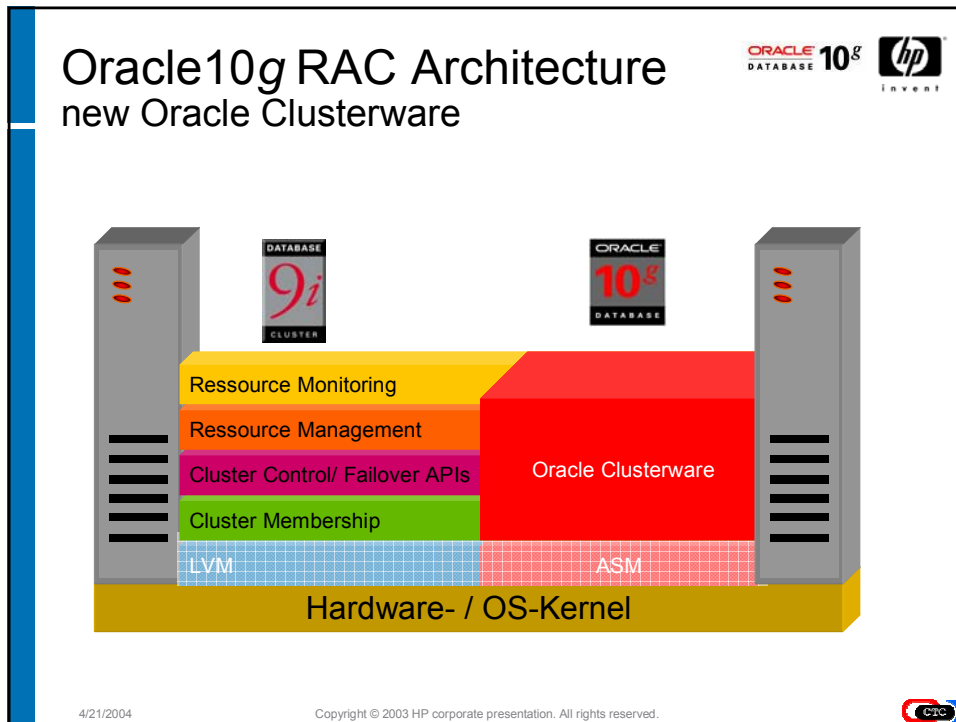 Oracle10g RAC Architecture
new Oracle Clusterware
ORACLE
DATABASE 10g
hp
invent
DATABASE
9i
CLUSTER
ORACLE
10g
DATABASE
Ressource Monitoring
Ressource Management
Cluster Control/ Failover APIs
Cluster Membership
Oracle Clusterware
LVM
ASM
Hardware- / OS-Kernel
4/21/2004
Copyright © 2003 HP corporate presentation. All rights reserved.
CTC